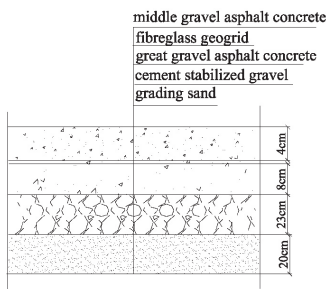 middle gravel asphalt concrete
fibreglass geogrid
great gravel asphalt concrete
cement stabilized gravel
grading sand
4cm
8cm
23cm
20cm